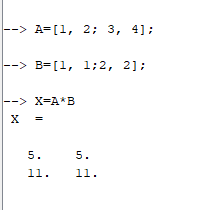 --> A=[1, 2; 3, 4];
--> B=[1, 1;2, 2];
--> X=A*B
X  =
5.    5.
11.   11.